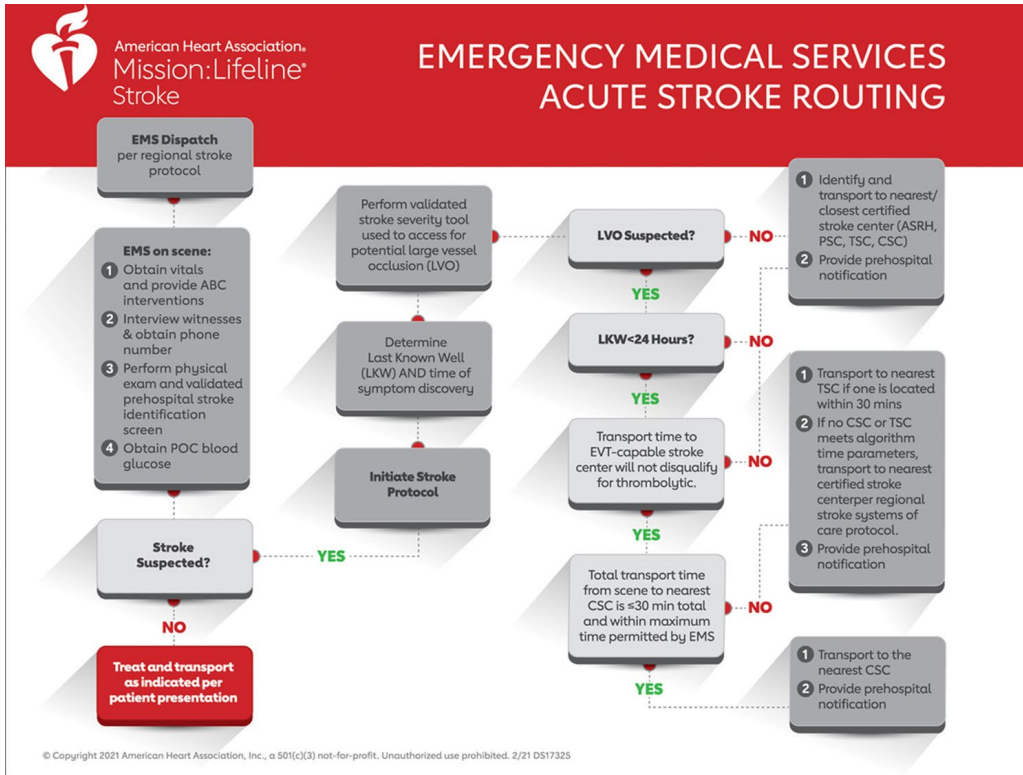 American Heart Association®
Mission:Lifeline®
Stroke
EMERGENCY MEDICAL SERVICES
ACUTE STROKE ROUTING
EMS Dispatch
per regional stroke
protocol
EMS on scene:
1 Obtain vitals
and provide ABC
interventions
2 Interview witnesses
& obtain phone
number
3 Perform physical
exam and validated
prehospital stroke
identification
screen
4 Obtain POC blood
glucose
Stroke
Suspected?
NO
Treat and transport
as indicated per
patient presentation
YES
Initiate Stroke
Protocol
Determine
Last Known Well
(LKW) AND time of
symptom discovery
Perform validated
stroke severity tool
used to access for
potential large vessel
occlusion (LVO)
LVO Suspected?
NO
1 Identify and
transport to nearest/
closest certified
stroke center (ASRH,
PSC, TSC, CSC)
2 Provide prehospital
notification
YES
LKW<24 Hours?
NO
YES
Transport time to
EVT-capable stroke
center will not disqualify
for thrombolytic.
NO
YES
Total transport time
from scene to nearest
CSC is ≤30 min total
and within maximum
time permitted by EMS
NO
1 Transport to nearest
TSC if one is located
within 30 mins
2 If no CSC or TSC
meets algorithm
time parameters,
transport to nearest
certified stroke
centerper regional
stroke systems of
care protocol.
3 Provide prehospital
notification
YES
1 Transport to the
nearest CSC
2 Provide prehospital
notification
© Copyright 2021 American Heart Association, Inc., a 501(c)(3) not-for-profit. Unauthorized use prohibited. 2/21 DS17325